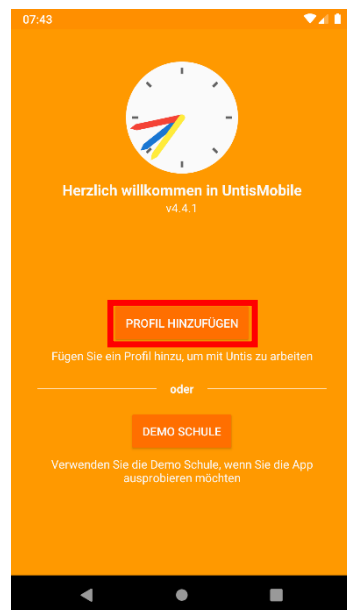 07:43
Herzlich willkommen in UntisMobile
v4.4.1
PROFIL HINZUFÜGEN
Fügen Sie ein Profil hinzu, um mit Untis zu arbeiten
oder
DEMO SCHULE
Verwenden Sie die Demo Schule, wenn Sie die App
ausprobieren möchten